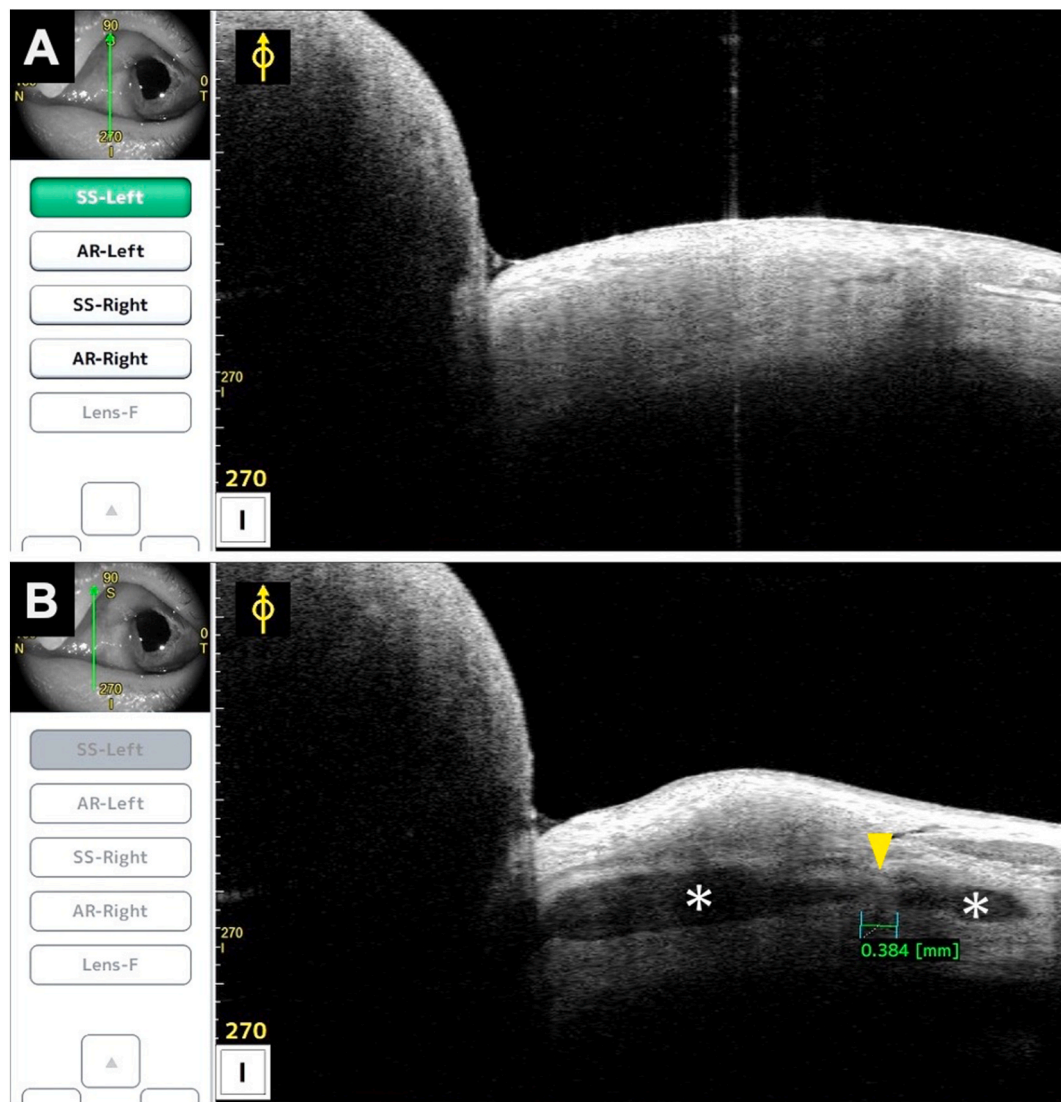 A
90
S
0
N
T
270
I
SS-Left
AR-Left
SS-Right
AR-Right
Lens-F
270
I
270
I
B
90
S
0
N
T
270
I
SS-Left
AR-Left
SS-Right
AR-Right
Lens-F
270
I
270
I
*
*
0.384 [mm]